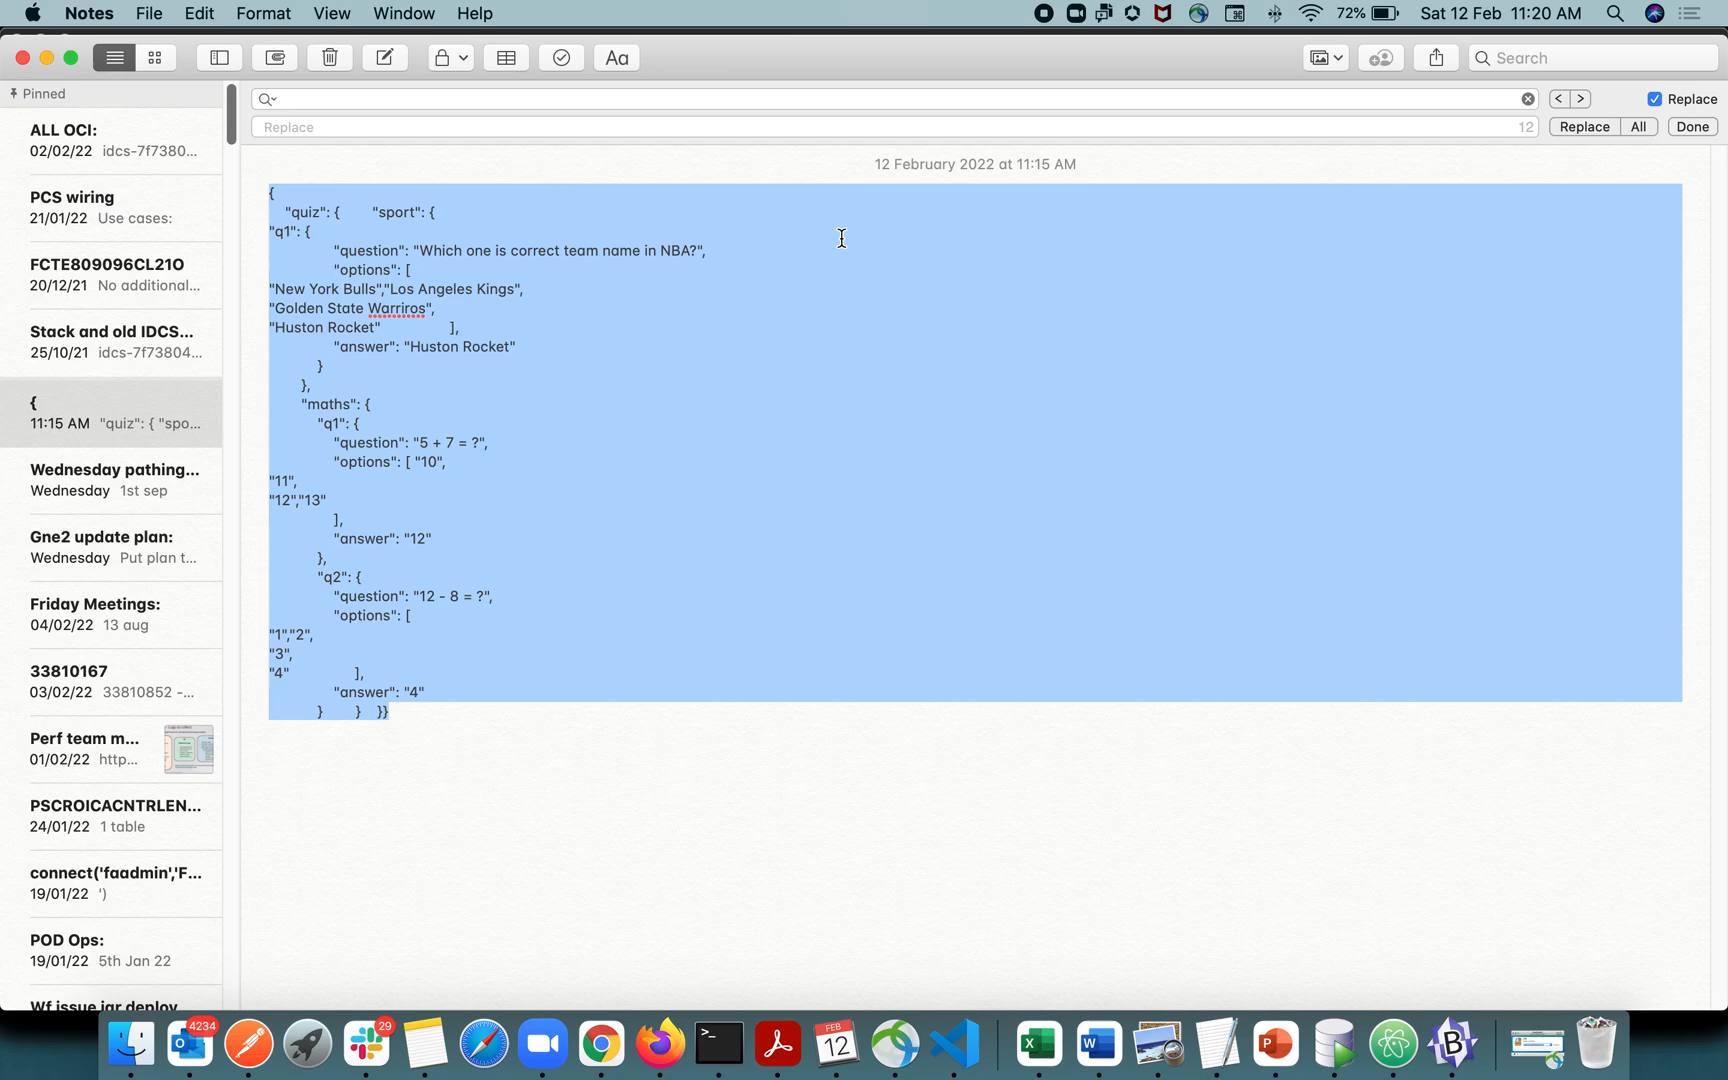 Notes File Edit Format View Window Help 72% Sat 12 Feb 11:20 AM
Aa Search
Pinned
ALL OCI:
02/02/22 idcs-7f7380...
PCS wiring
21/01/22 Use cases:
FCTE809096CL21O
20/12/21 No additional...
Stack and old IDCS...
25/10/21 idcs-7f73804...
{
11:15 AM "quiz": { "spo...
Wednesday pathing...
Wednesday 1st sep
Gne2 update plan:
Wednesday Put plan t...
Friday Meetings:
04/02/22 13 aug
33810167
03/02/22 33810852 -...
Perf team m...
01/02/22 http...
PSCROICACNTRLEN...
24/01/22 1 table
connect('faadmin','F...
19/01/22 ')
POD Ops:
19/01/22 5th Jan 22
Wf issue jar deploy
< > Replace
Replace 12 Replace All Done
12 February 2022 at 11:15 AM
{
"quiz": { "sport": {
"q1": {
"question": "Which one is correct team name in NBA?",
"options": [
"New York Bulls","Los Angeles Kings",
"Golden State Warriros",
"Huston Rocket" ],
"answer": "Huston Rocket"
}
},
"maths": {
"q1": {
"question": "5 + 7 = ?",
"options": [ "10",
"11",
"12","13"
],
"answer": "12"
},
"q2": {
"question": "12 - 8 = ?",
"options": [
"1","2",
"3",
"4" ],
"answer": "4"
} } }}
4234 29 FEB 12 >_ X W P B